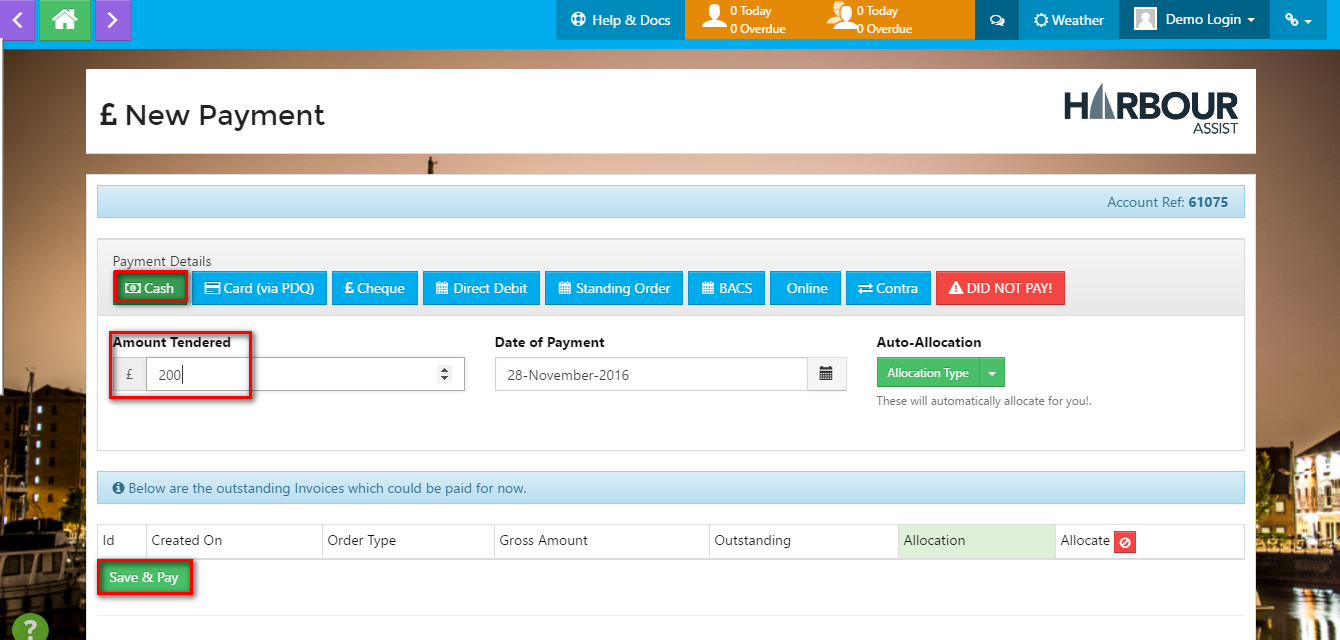 Help & Docs
0 Today
0 Overdue
0 Today
0 Overdue
Weather
Demo Login
£ New Payment
HARBOUR
ASSIST
Account Ref: 61075
Payment Details
Cash
Card (via PDQ)
£ Cheque
Direct Debit
Standing Order
BACS
Online
Contra
DID NOT PAY!
Amount Tendered
£ 200
Date of Payment
28-November-2016
Auto-Allocation
Allocation Type
These will automatically allocate for you!.
Below are the outstanding Invoices which could be paid for now.
Id Created On Order Type Gross Amount Outstanding Allocation Allocate
Save & Pay
?